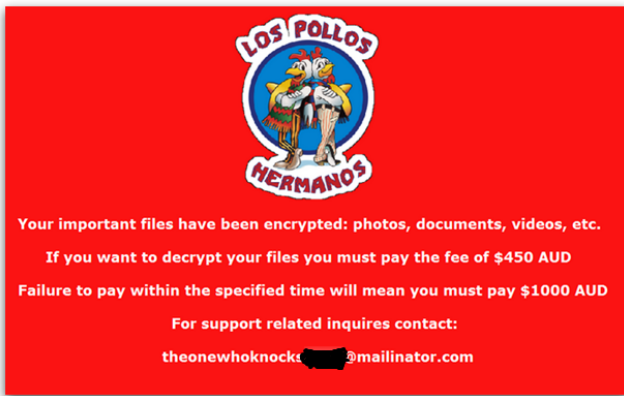 LOS POLLOS
HERMANOS
Your important files have been encrypted: photos, documents, videos, etc.
If you want to decrypt your files you must pay the fee of $450 AUD
Failure to pay within the specified time will mean you must pay $1000 AUD
For support related inquires contact:
theonewhoknocks @mailinator.com